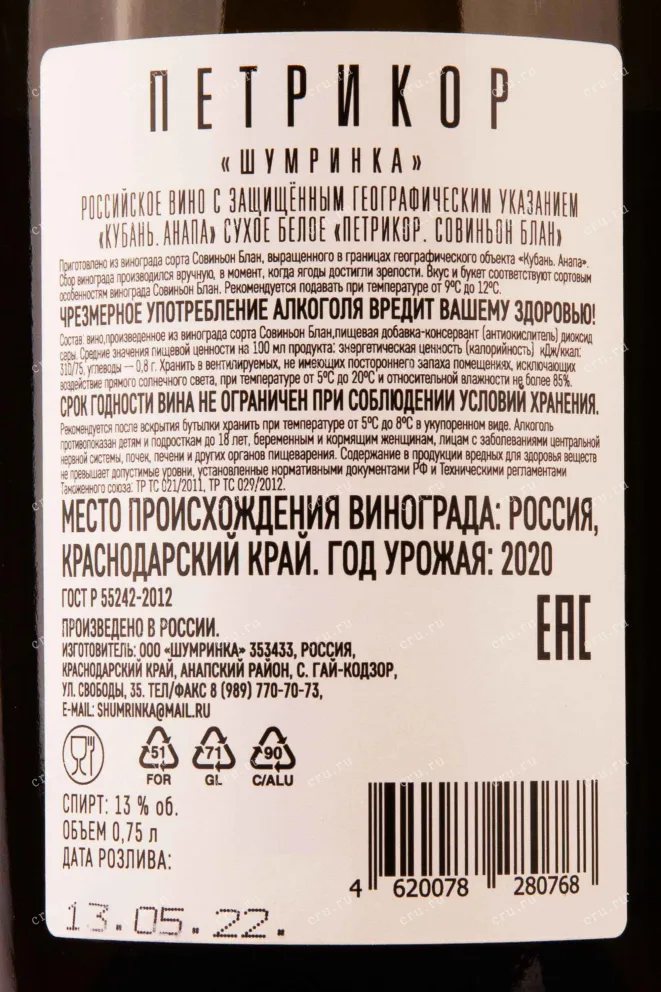 ПЕТРИКОР
«ШУМРИНКА»
РОССИЙСКОЕ ВИНО С ЗАЩИЩЁННЫМ ГЕОГРАФИЧЕСКИМ УКАЗАНИЕМ
«КУБАНЬ. АНАПА» СУХОЕ БЕЛОЕ «ПЕТРИКОР. СОВИНЬОН БЛАН»
Приготовлено из винограда сорта Совиньон Блан, выращенного в границах географического объекта «Кубань. Анапа».
Сбор винограда производился вручную, в момент, когда ягоды достигли зрелости. Вкус и букет соответствуют сортовым
особенностям винограда Совиньон Блан. Рекомендуется подавать при температуре от 9°С до 12°С.
ЧРЕЗМЕРНОЕ УПОТРЕБЛЕНИЕ АЛКОГОЛЯ ВРЕДИТ ВАШЕМУ ЗДОРОВЬЮ!
Состав: вино,произведенное из винограда сорта Совиньон Блан,пищевая добавка-консервант (антиокислитель) диоксид
серы. Средние значения пищевой ценности на 100 мл продукта: энергетическая ценность (калорийность) кДж/ккал:
310/75, углеводы — 0,8 г. Хранить в вентилируемых, не имеющих постороннего запаха помещениях, исключающих
воздействие прямого солнечного света, при температуре от 5°С до 20°С и относительной влажности не более 85%.
СРОК ГОДНОСТИ ВИНА НЕ ОГРАНИЧЕН ПРИ СОБЛЮДЕНИИ УСЛОВИЙ ХРАНЕНИЯ.
Рекомендуется после вскрытия бутылки хранить при температуре от 5°С до 8°С в укупоренном виде. Алкоголь
противопоказан детям и подросткам до 18 лет, беременным и кормящим женщинам, лицам с заболеваниями центральной
нервной системы, почек, печени и других органов пищеварения. Содержание в продукции вредных для здоровья веществ
не превышает допустимые уровни, установленные нормативными документами РФ и Техническими регламентами
Таможенного союза: ТР ТС 021/2011, ТР ТС 029/2012.
МЕСТО ПРОИСХОЖДЕНИЯ ВИНОГРАДА: РОССИЯ,
КРАСНОДАРСКИЙ КРАЙ. ГОД УРОЖАЯ: 2020
ГОСТ Р 55242-2012
ПРОИЗВЕДЕНО В РОССИИ.
ИЗГОТОВИТЕЛЬ: ООО «ШУМРИНКА» 353433, РОССИЯ,
КРАСНОДАРСКИЙ КРАЙ, АНАПСКИЙ РАЙОН, С. ГАЙ-КОДЗОР,
УЛ. СВОБОДЫ, 35. ТЕЛ/ФАКС 8 (989) 770-70-73,
E-MAIL: SHUMRINKA@MAIL.RU
ЕАС
51 71 90
FOR GL C/ALU
СПИРТ: 13 % об.
ОБЪЕМ 0,75 л
ДАТА РОЗЛИВА:
4 620078 280768
13.05.22.
cru.ru